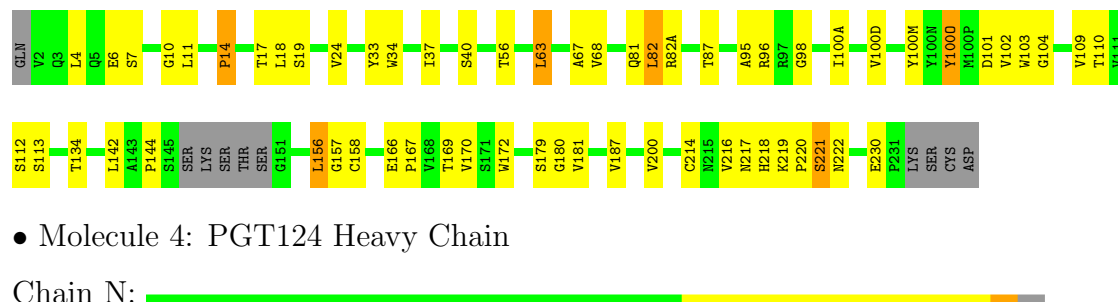 GLN V2 Q3 L4 Q5 E6 S7 G10 L11 P14 T17 L18 S19 V24 Y33 W34 I37 S40 T56 L63 A67 V68 Q81 L82 R82A T87 A95 R96 R97 G98 I100A V100D Y100M Y100N Y100O M100P D101 V102 W103 G104 V109 T110 V111
S112 S113 T134 L142 A143 P144 S145 SER LYS SER THR SER G151 L156 G157 C158 E166 P167 V168 T169 V170 S171 W172 S179 G180 V181 V187 V200 C214 N215 V216 N217 H218 K219 P220 S221 N222 E230 P231 LYS SER CYS ASP
• Molecule 4: PGT124 Heavy Chain
Chain N: